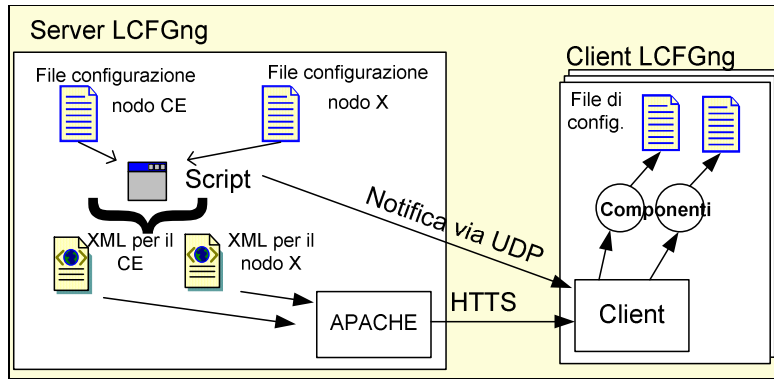 Server LCFGng
File configurazione
nodo CE
File configurazione
nodo X
Script
XML per il
CE
XML per il
nodo X
APACHE
Notifica via UDP
HTTS
Client LCFGng
File di
config.
Componenti
Client